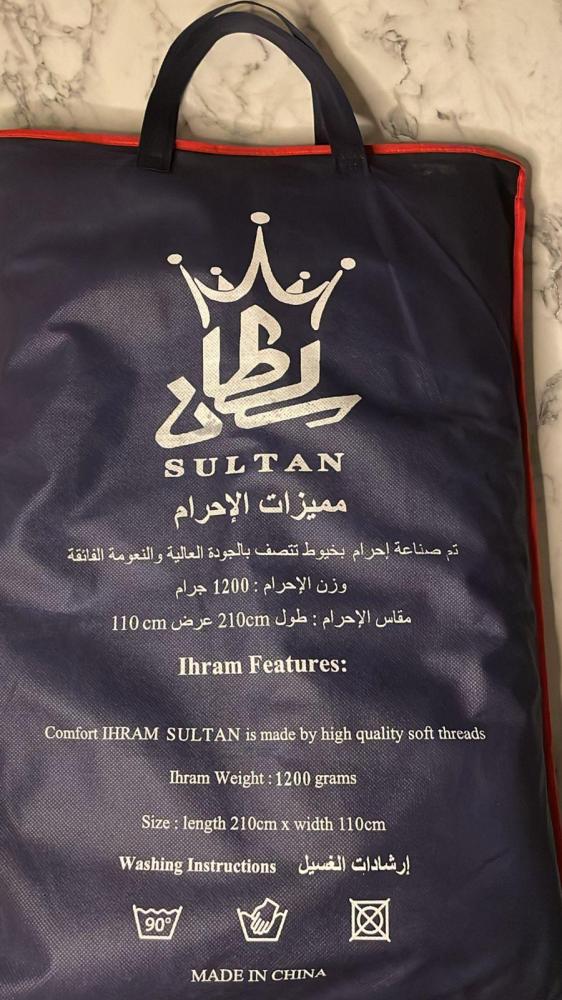 سلطان
SULTAN
مميزات الإحرام
تم صناعة إحرام بخيوط تتصف بالجودة العالية والنعومة الفائقة
وزن الإحرام : 1200 جرام
مقاس الإحرام : طول 210cm عرض 110 cm
Ihram Features:
Comfort IHRAM SULTAN is made by high quality soft threads
Ihram Weight : 1200 grams
Size : length 210cm x width 110cm
Washing Instructions إرشادات الغسيل
90°
MADE IN CHINA